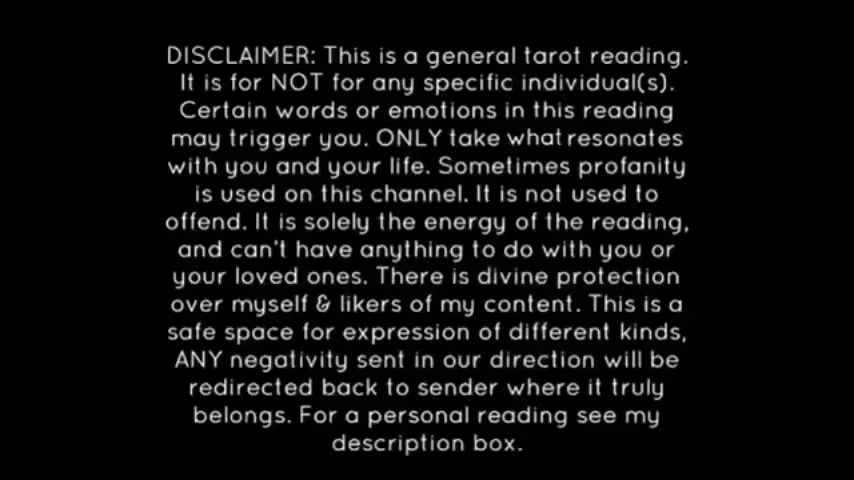 DISCLAIMER: This is a general tarot reading.
It is for NOT for any specific individual(s).
Certain words or emotions in this reading
may trigger you. ONLY take what resonates
with you and your life. Sometimes profanity
is used on this channel. It is not used to
offend. It is solely the energy of the reading,
and can't have anything to do with you or
your loved ones. There is divine protection
over myself & likers of my content. This is a
safe space for expression of different kinds,
ANY negativity sent in our direction will be
redirected back to sender where it truly
belongs. For a personal reading see my
description box.